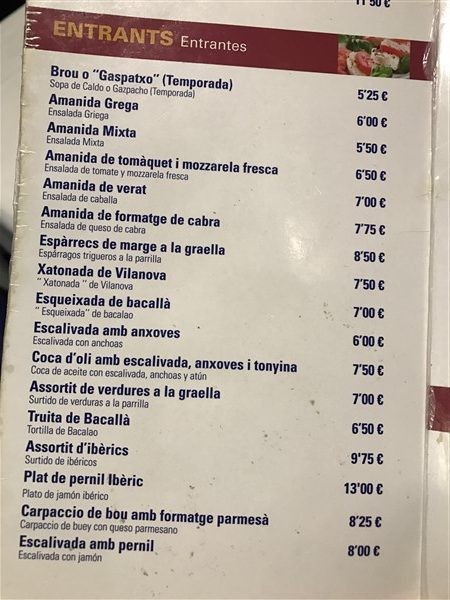 11'50 €
ENTRANTS Entrantes
Brou o "Gaspatxo" (Temporada) 5'25 €
Sopa de Caldo o Gazpacho (Temporada)
Amanida Grega 6'00 €
Ensalada Griega
Amanida Mixta 5'50 €
Ensalada Mixta
Amanida de tomàquet i mozzarela fresca 6'50 €
Ensalada de tomate y mozzarela fresca
Amanida de verat 7'00 €
Ensalada de caballa
Amanida de formatge de cabra 7'75 €
Ensalada de queso de cabra
Espàrrecs de marge a la graella 8'50 €
Espárragos trigueros a la parrilla
Xatonada de Vilanova 7'50 €
"Xatonada" de Vilanova
Esqueixada de bacallà 7'00 €
"Esqueixada" de bacalao
Escalivada amb anxoves 6'00 €
Escalivada con anchoas
Coca d'oli amb escalivada, anxoves i tonyina 7'50 €
Coca de aceite con escalivada, anchoas y atún
Assortit de verdures a la graella 7'00 €
Surtido de verduras a la parrilla
Truita de Bacallà 6'50 €
Tortilla de Bacalao
Assortit d'ibèrics 9'75 €
Surtido de ibéricos
Plat de pernil Ibèric 13'00 €
Plato de jamón ibérico
Carpaccio de bou amb formatge parmesà 8'25 €
Carpaccio de buey con queso parmesano
Escalivada amb pernil 8'00 €
Escalivada con jamón